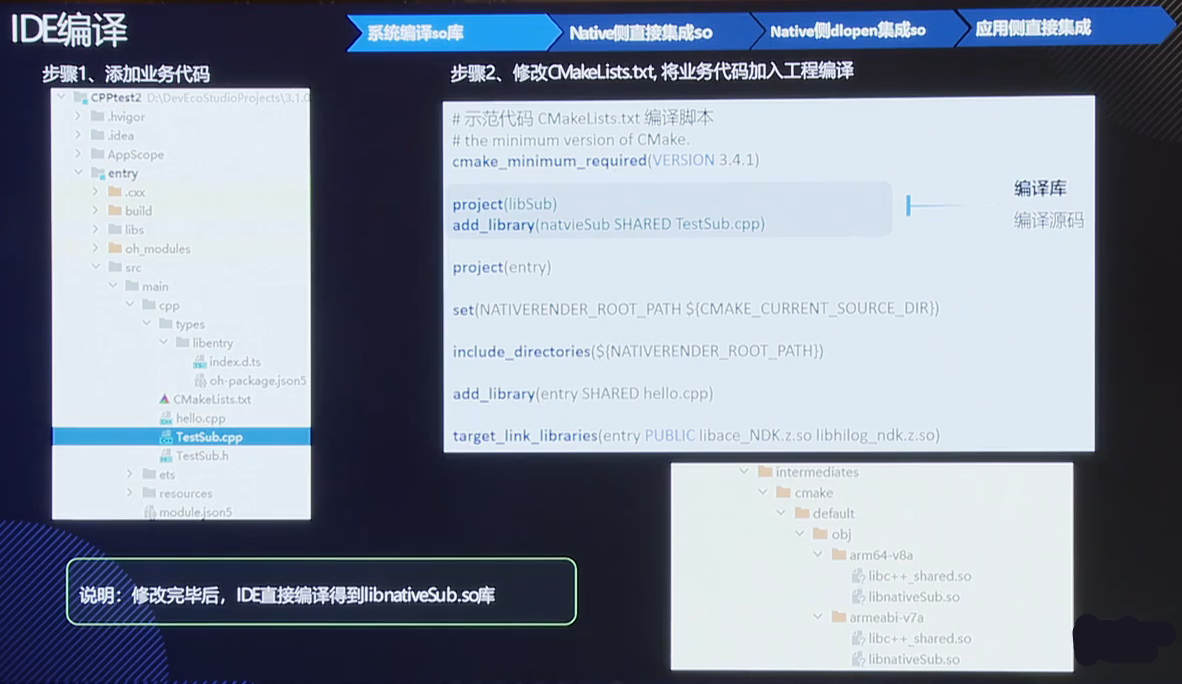 IDE编译
系统编译so库
Native侧直接集成so
Native侧dlopen集成so
应用侧直接集成
步骤1、添加业务代码
CPPtest2 D:\DevEcoStudioProjects\3.1.0
.hvigor
.idea
AppScope
entry
.cxx
build
libs
oh_modules
src
main
cpp
types
libentry
index.d.ts
oh-package.json5
CMakeLists.txt
hello.cpp
TestSub.cpp
TestSub.h
ets
resources
module.json5
步骤2、修改CMakeLists.txt, 将业务代码加入工程编译
# 示范代码 CMakeLists.txt 编译脚本
# the minimum version of CMake.
cmake_minimum_required(VERSION 3.4.1)
project(libSub)
add_library(natvieSub SHARED TestSub.cpp)
project(entry)
set(NATIVERENDER_ROOT_PATH ${CMAKE_CURRENT_SOURCE_DIR})
include_directories(${NATIVERENDER_ROOT_PATH})
add_library(entry SHARED hello.cpp)
target_link_libraries(entry PUBLIC libace_NDK.z.so libhilog_ndk.z.so)
编译库
编译源码
intermediates
cmake
default
obj
arm64-v8a
libc++_shared.so
libnativeSub.so
armeabi-v7a
libc++_shared.so
libnativeSub.so
说明：修改完毕后，IDE直接编译得到libnativeSub.so库